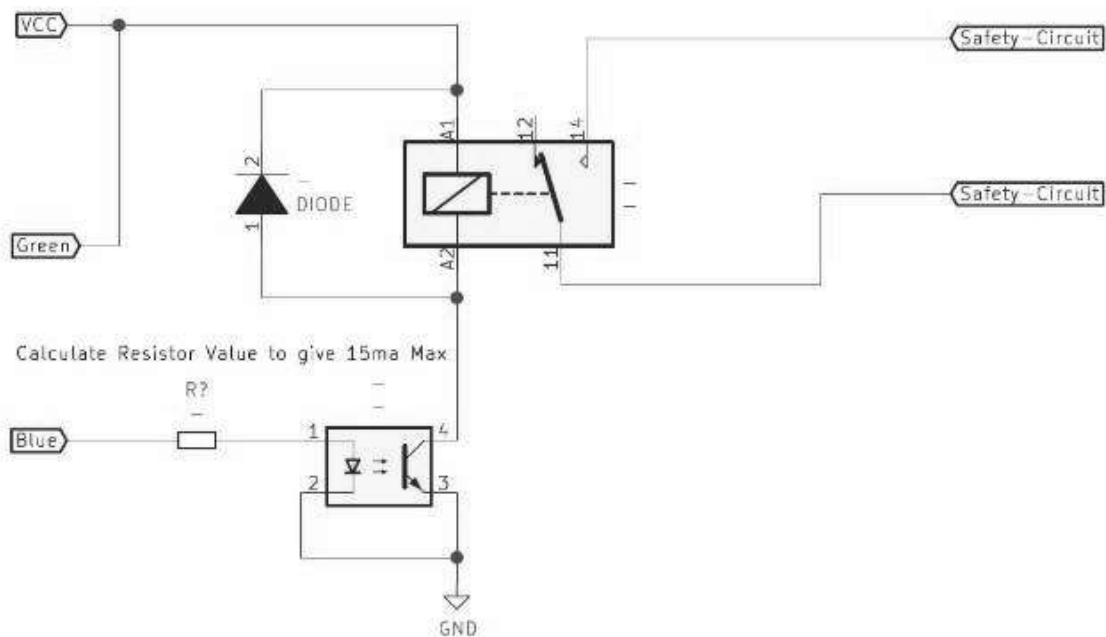 VCC
Safety-Circuit
A1
12
14
2
DIODE
1
Safety-Circuit
Green
A2
11
Calculate Resistor Value to give 15ma Max
R?
Blue
1
4
2
3
GND